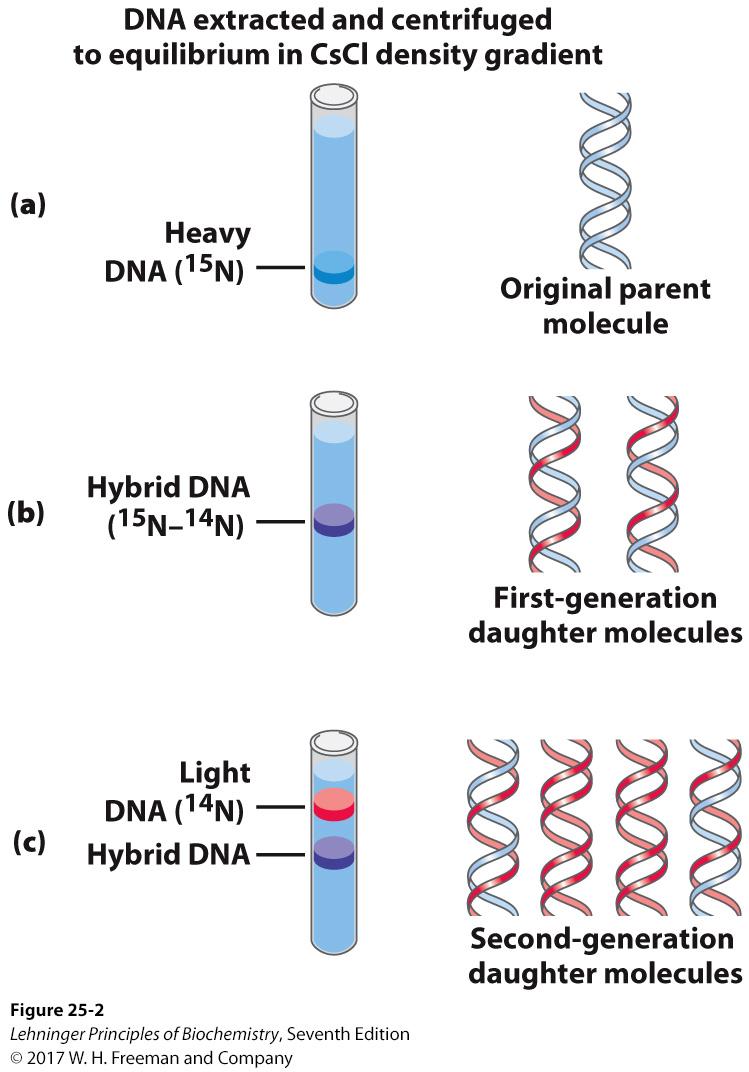 DNA extracted and centrifuged
to equilibrium in CsCl density gradient
(a)
Heavy
DNA (¹⁵N)
Original parent
molecule
(b)
Hybrid DNA
(¹⁵N–¹⁴N)
First-generation
daughter molecules
(c)
Light
DNA (¹⁴N)
Hybrid DNA
Second-generation
daughter molecules
Figure 25-2
Lehninger Principles of Biochemistry, Seventh Edition
© 2017 W. H. Freeman and Company